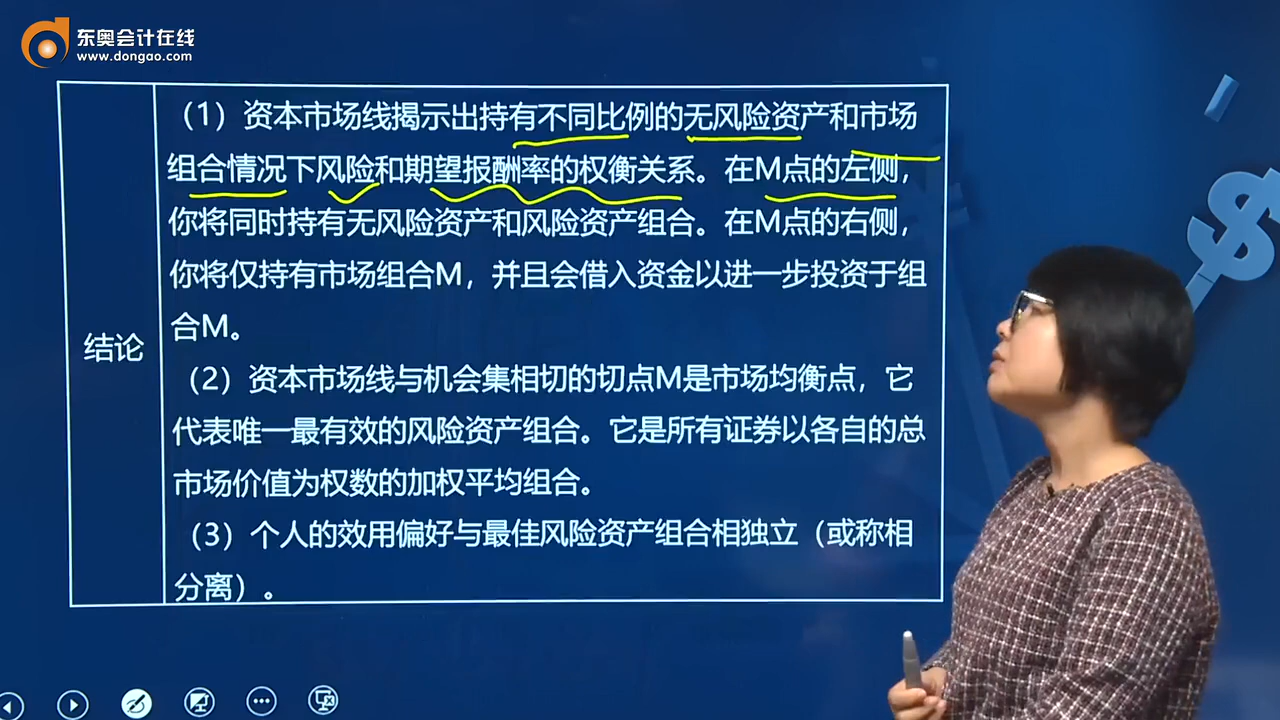 东奥会计在线
www.dongao.com
（1）资本市场线揭示出持有不同比例的无风险资产和市场
组合情况下风险和期望报酬率的权衡关系。在M点的左侧，
你将同时持有无风险资产和风险资产组合。在M点的右侧，
你将仅持有市场组合M，并且会借入资金以进一步投资于组
合M。
结论
（2）资本市场线与机会集相切的切点M是市场均衡点，它
代表唯一最有效的风险资产组合。它是所有证券以各自的总
市场价值为权数的加权平均组合。
（3）个人的效用偏好与最佳风险资产组合相独立（或称相
分离）。